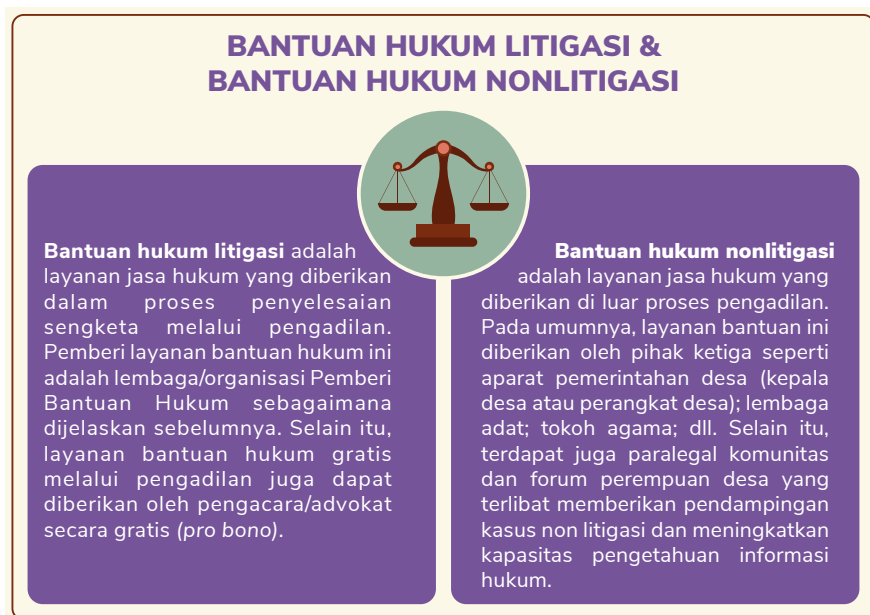 BANTUAN HUKUM LITIGASI &
BANTUAN HUKUM NONLITIGASI
Bantuan hukum litigasi adalah
layanan jasa hukum yang diberikan
dalam proses penyelesaian
sengketa melalui pengadilan.
Pemberi layanan bantuan hukum ini
adalah lembaga/organisasi Pemberi
Bantuan Hukum sebagaimana
dijelaskan sebelumnya. Selain itu,
layanan bantuan hukum gratis
melalui pengadilan juga dapat
diberikan oleh pengacara/advokat
secara gratis (pro bono).
Bantuan hukum nonlitigasi
adalah layanan jasa hukum yang
diberikan di luar proses pengadilan.
Pada umumnya, layanan bantuan ini
diberikan oleh pihak ketiga seperti
aparat pemerintahan desa (kepala
desa atau perangkat desa); lembaga
adat; tokoh agama; dll. Selain itu,
terdapat juga paralegal komunitas
dan forum perempuan desa yang
terlibat memberikan pendampingan
kasus non litigasi dan meningkatkan
kapasitas pengetahuan informasi
hukum.